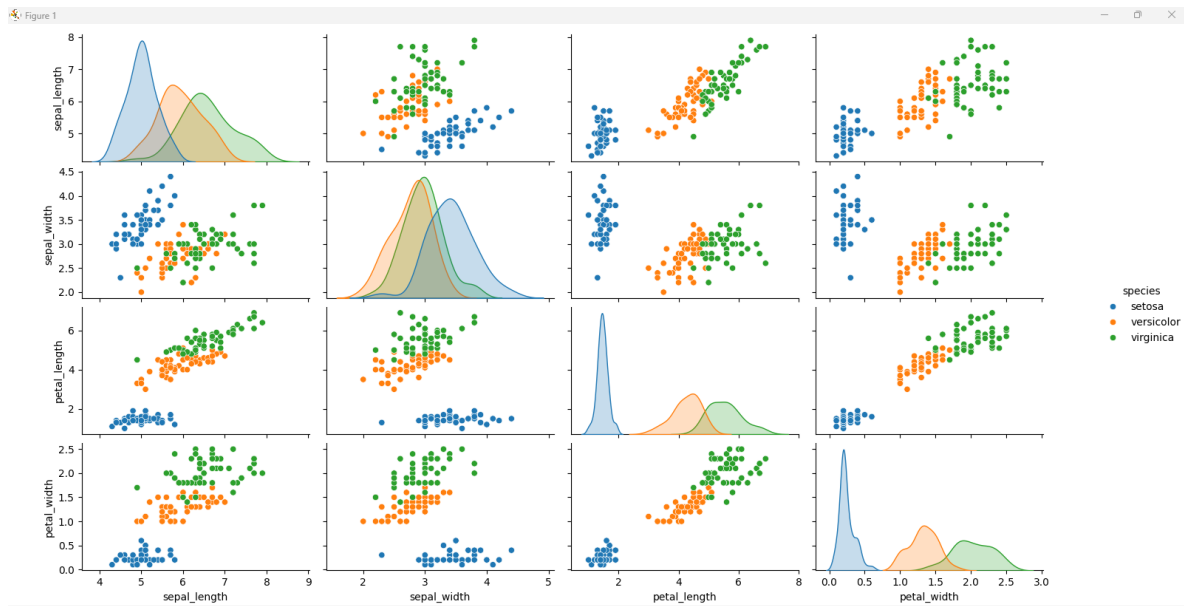 Figure 1
8
7
6
5
sepal_length
4.5
4.0
3.5
3.0
2.5
2.0
sepal_width
species
setosa
versicolor
virginica
6
4
2
petal_length
2.5
2.0
1.5
1.0
0.5
0.0
petal_width
4 5 6 7 8 9
2 3 4 5
2 4 6 8
0.0 0.5 1.0 1.5 2.0 2.5 3.0
sepal_length
sepal_width
petal_length
petal_width